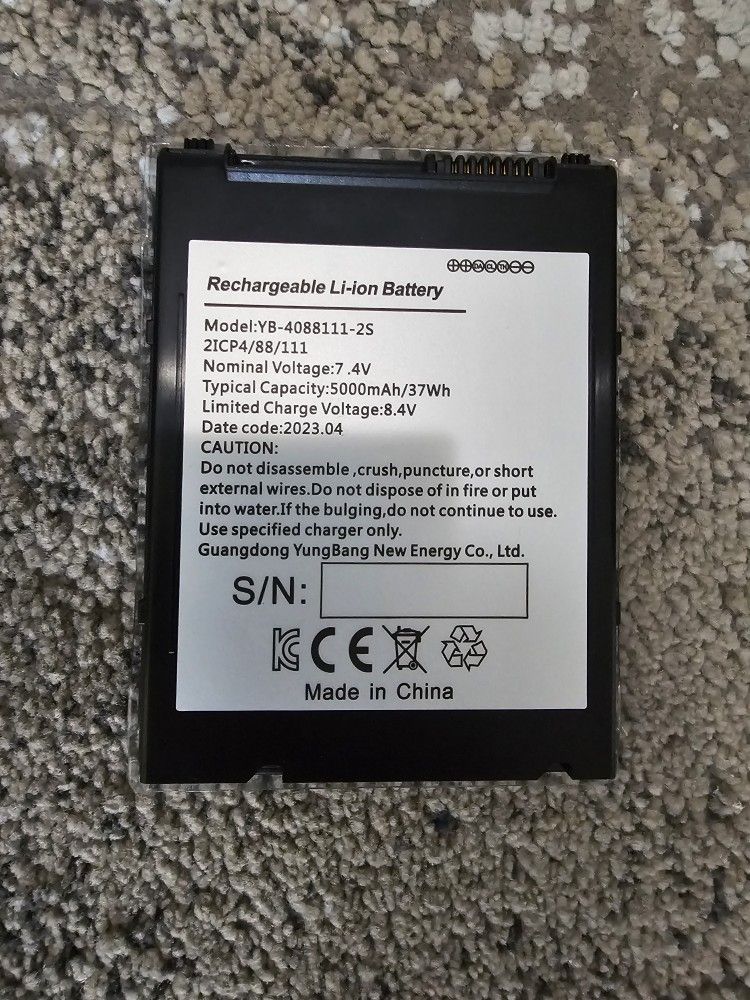 Rechargeable Li-ion Battery
Model:YB-4088111-2S
2ICP4/88/111
Nominal Voltage:7.4V
Typical Capacity:5000mAh/37Wh
Limited Charge Voltage:8.4V
Date code:2023.04
CAUTION:
Do not disassemble ,crush,puncture,or short
external wires.Do not dispose of in fire or put
into water.If the bulging,do not continue to use.
Use specified charger only.
Guangdong YungBang New Energy Co., Ltd.
S/N:
CE
Made in China